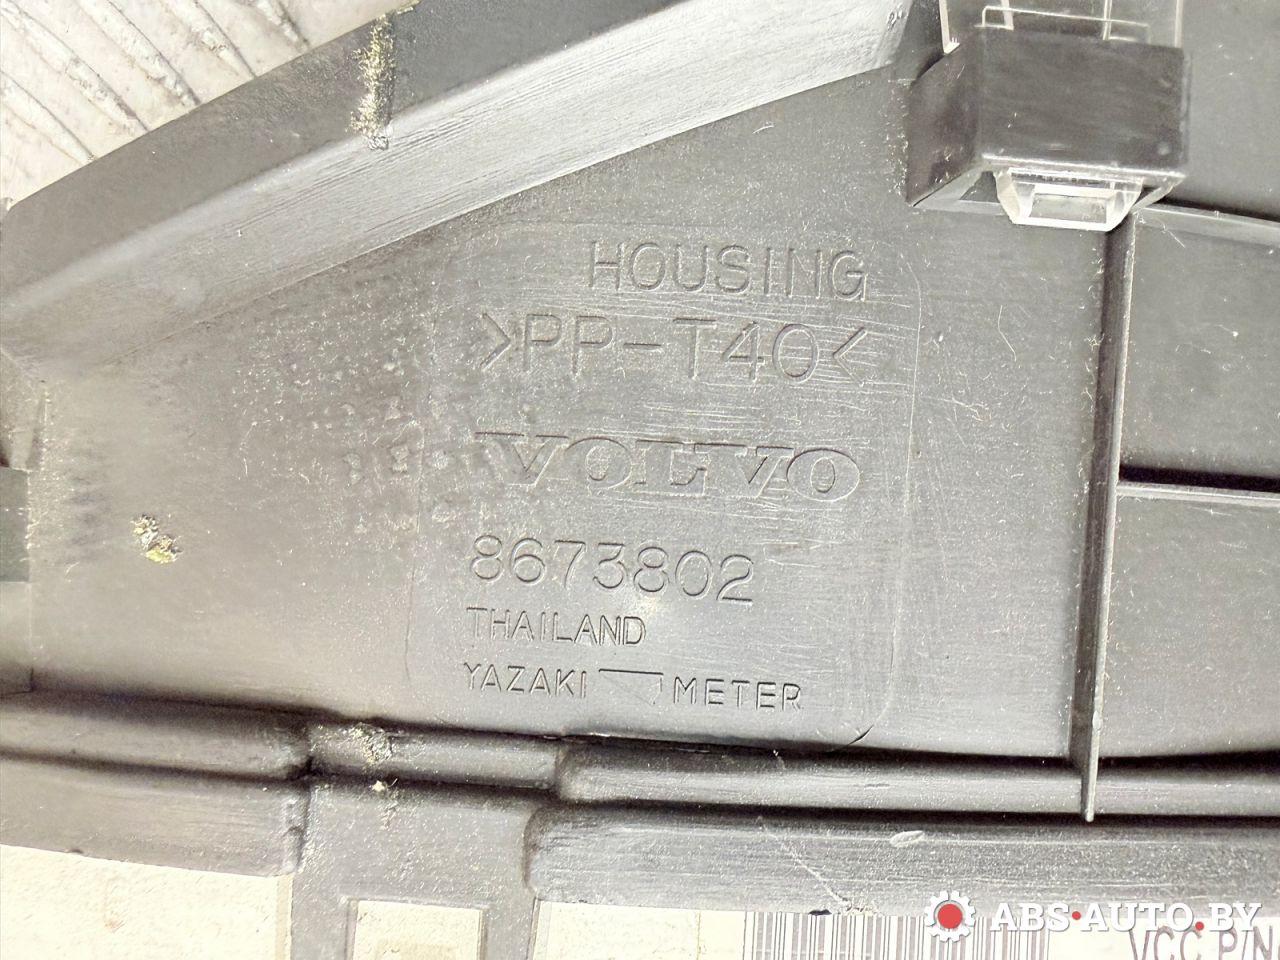 HOUSING
>PP-T40<
VOLVO
8673802
THAILAND
YAZAKI METER
VCC P/N
ABS·AUTO.BY